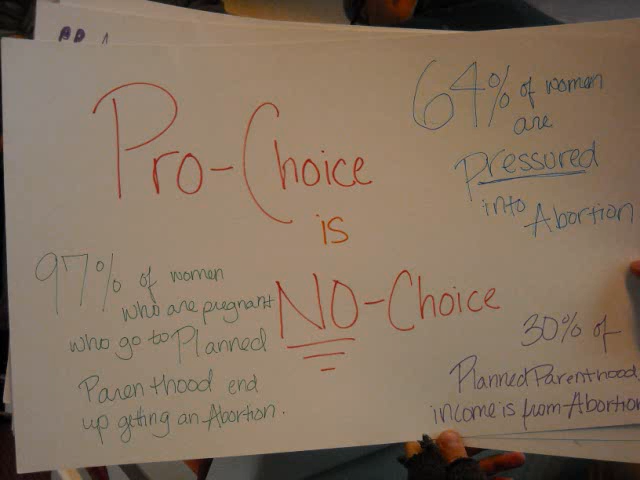 Pro-Choice
is
NO-Choice
64% of women
are
pressured
into Abortion
97% of women
who are pregnant
who go to Planned
Parenthood end
up getting an Abortion.
30% of
Planned Parenthood
income is from Abortion